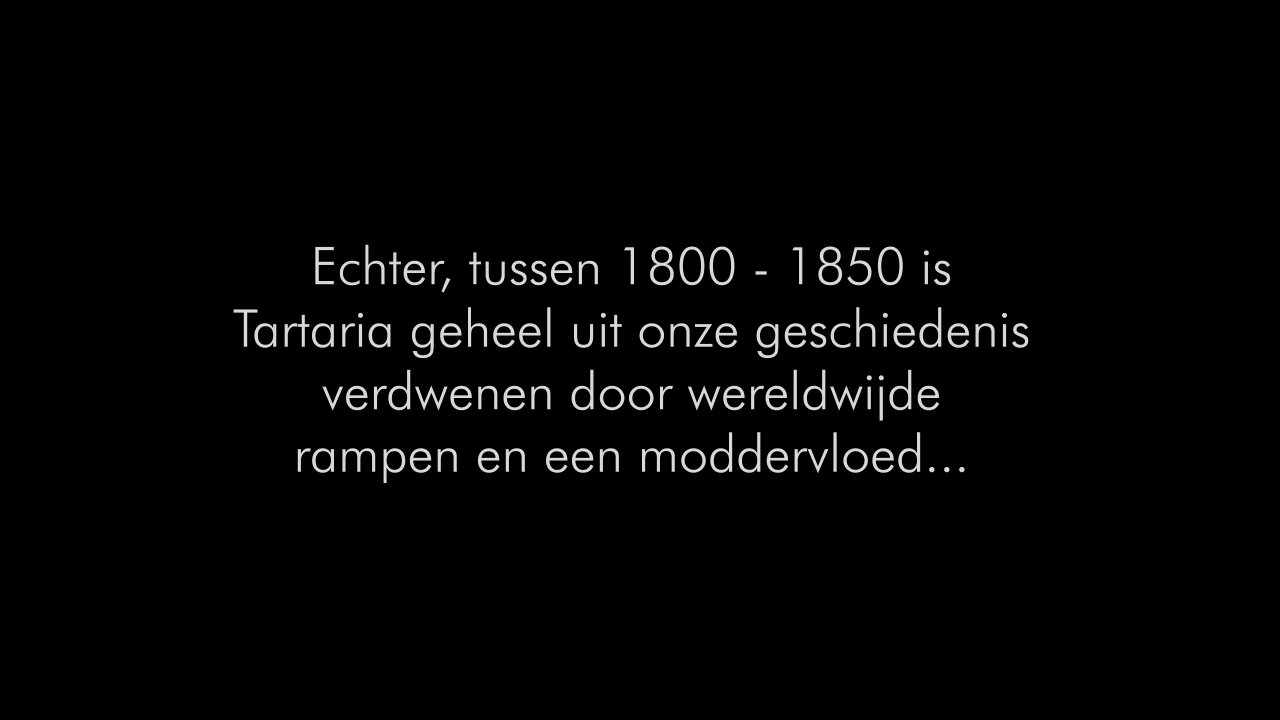 Echter, tussen 1800 - 1850 is
Tartaria geheel uit onze geschiedenis
verdwenen door wereldwijde
rampen en een moddervloed...